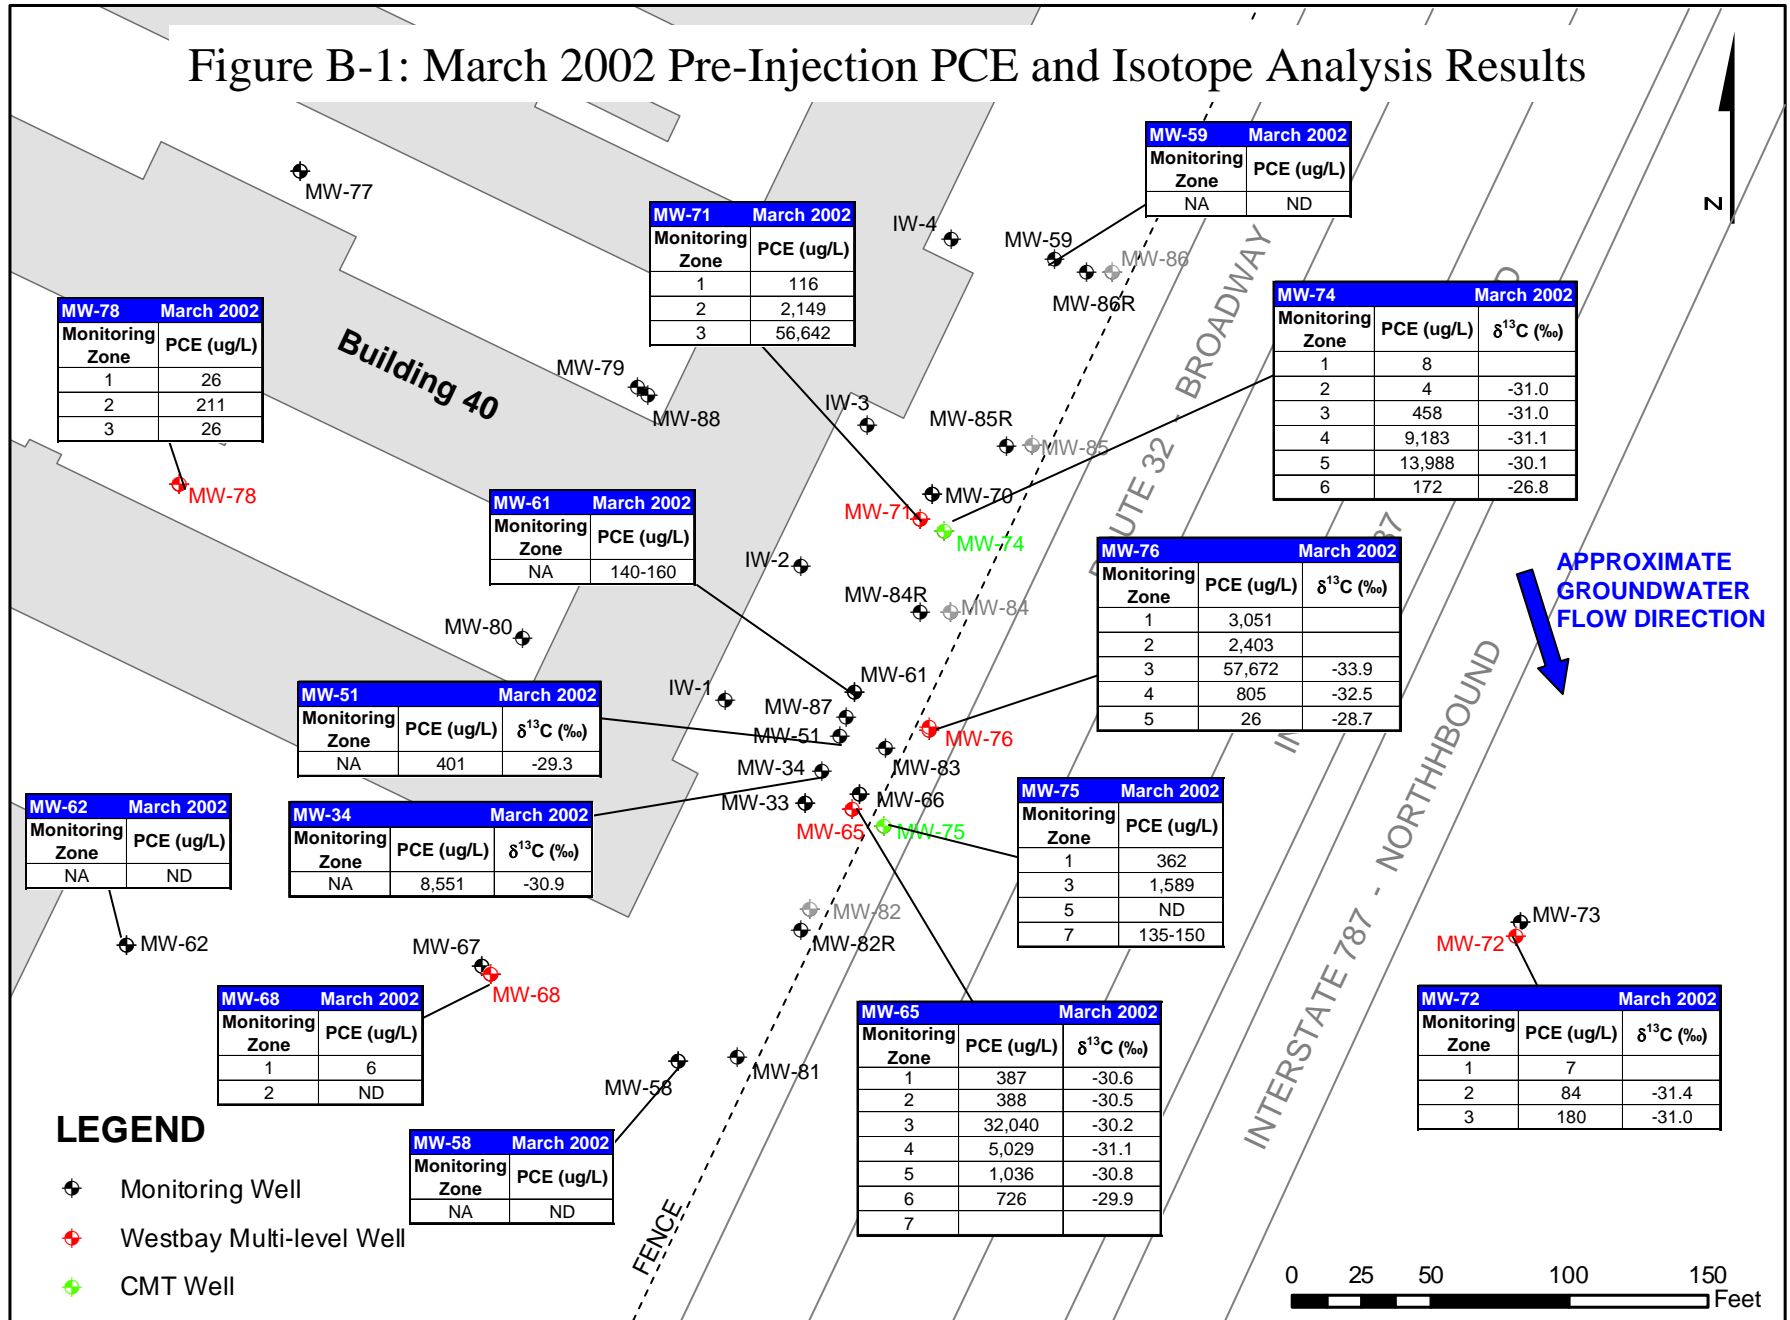 Figure B-1: March 2002 Pre-Injection PCE and Isotope Analysis Results
N
MW-59 March 2002
Monitoring Zone PCE (ug/L)
NA ND
MW-77
MW-71 March 2002
Monitoring Zone PCE (ug/L)
1 116
2 2,149
3 56,642
IW-4
MW-59
MW-86
MW-86R
MW-74 March 2002
Monitoring Zone PCE (ug/L) δ¹³C (‰)
1 8
2 4 -31.0
3 458 -31.0
4 9,183 -31.1
5 13,988 -30.1
6 172 -26.8
MW-78 March 2002
Monitoring Zone PCE (ug/L)
1 26
2 211
3 26
MW-78
Building 40
MW-79
MW-88
IW-3
MW-85R
MW-85
MW-70
MW-71
MW-74
BROADWAY
32 -
MW-61 March 2002
Monitoring Zone PCE (ug/L)
NA 140-160
IW-2
MW-84R
MW-84
MW-76 March 2002
Monitoring Zone PCE (ug/L) δ¹³C (‰)
1 3,051
2 2,403
3 57,672 -33.9
4 805 -32.5
5 26 -28.7
APPROXIMATE
GROUNDWATER
FLOW DIRECTION
MW-80
MW-61
IW-1
MW-87
MW-51
MW-76
MW-83
MW-34
MW-33
MW-66
MW-65
MW-75
MW-51 March 2002
Monitoring Zone PCE (ug/L) δ¹³C (‰)
NA 401 -29.3
MW-62 March 2002
Monitoring Zone PCE (ug/L)
NA ND
MW-34 March 2002
Monitoring Zone PCE (ug/L) δ¹³C (‰)
NA 8,551 -30.9
MW-75 March 2002
Monitoring Zone PCE (ug/L)
1 362
3 1,589
5 ND
7 135-150
MW-82
MW-82R
MW-62
MW-67
MW-68
MW-73
MW-72
MW-68 March 2002
Monitoring Zone PCE (ug/L)
1 6
2 ND
MW-65 March 2002
Monitoring Zone PCE (ug/L) δ¹³C (‰)
1 387 -30.6
2 388 -30.5
3 32,040 -30.2
4 5,029 -31.1
5 1,036 -30.8
6 726 -29.9
7
MW-72 March 2002
Monitoring Zone PCE (ug/L) δ¹³C (‰)
1 7
2 84 -31.4
3 180 -31.0
INTERSTATE 787 - NORTHHBOUND
MW-58
MW-81
MW-58 March 2002
Monitoring Zone PCE (ug/L)
NA ND
FENCE
LEGEND
Monitoring Well
Westbay Multi-level Well
CMT Well
0 25 50 100 150
Feet